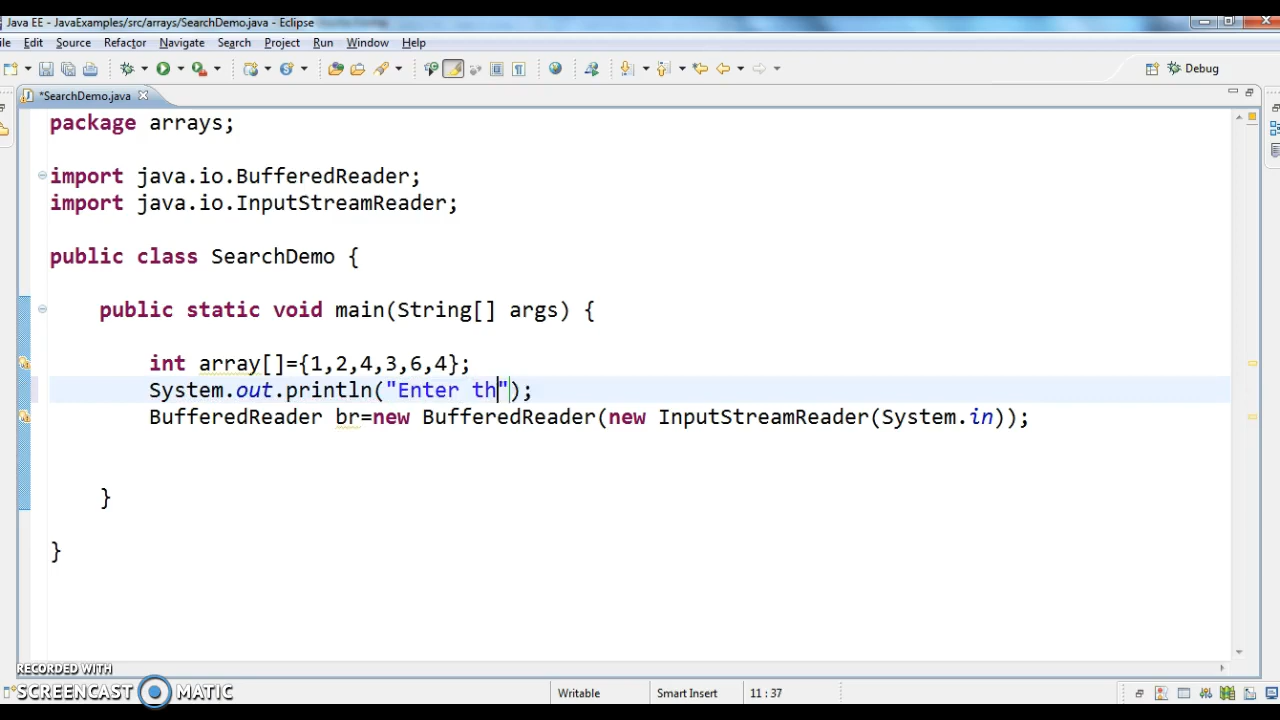 Java EE - JavaExamples/src/arrays/SearchDemo.java - Eclipse
ile Edit Source Refactor Navigate Search Project Run Window Help
Debug
*SearchDemo.java
package arrays;
import java.io.BufferedReader;
import java.io.InputStreamReader;
public class SearchDemo {
public static void main(String[] args) {
int array[]={1,2,4,3,6,4};
System.out.println("Enter th");
BufferedReader br=new BufferedReader(new InputStreamReader(System.in));
}
}
RECORDED WITH
SCREENCAST MATIC
Writable Smart Insert 11 : 37